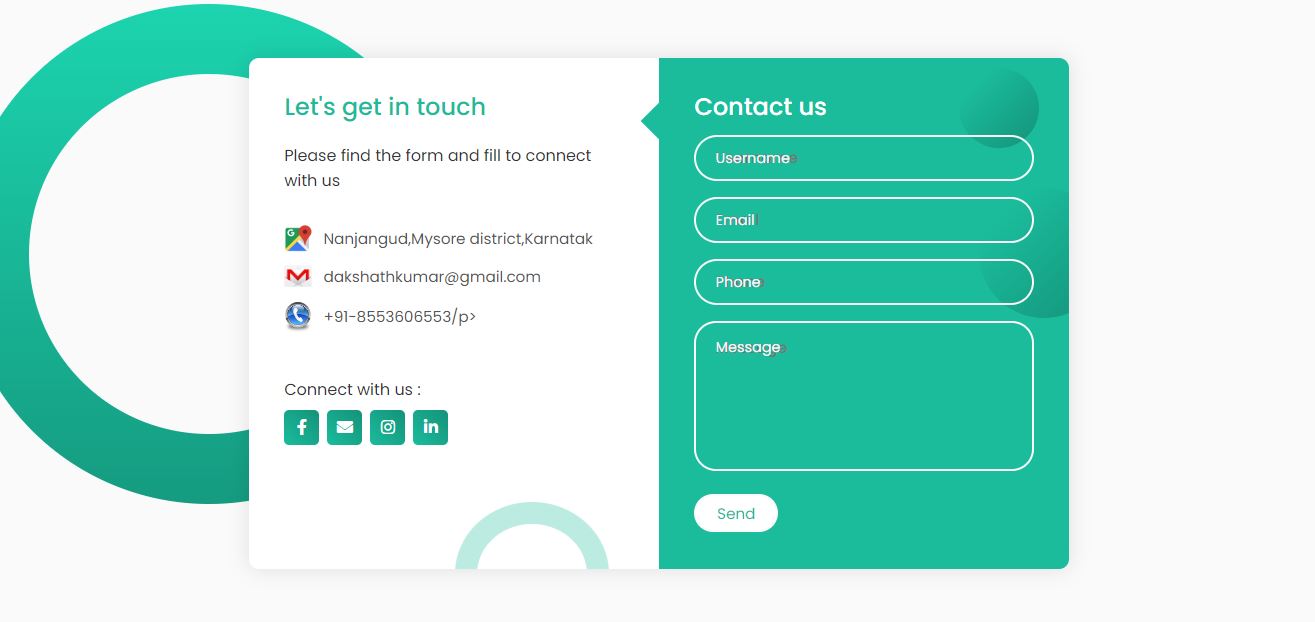 Let's get in touch
Please find the form and fill to connect
with us
Nanjangud,Mysore district,Karnatak
dakshathkumar@gmail.com
+91-8553606553/p>
Connect with us :
Contact us
Username
Email
Phone
Message
Send